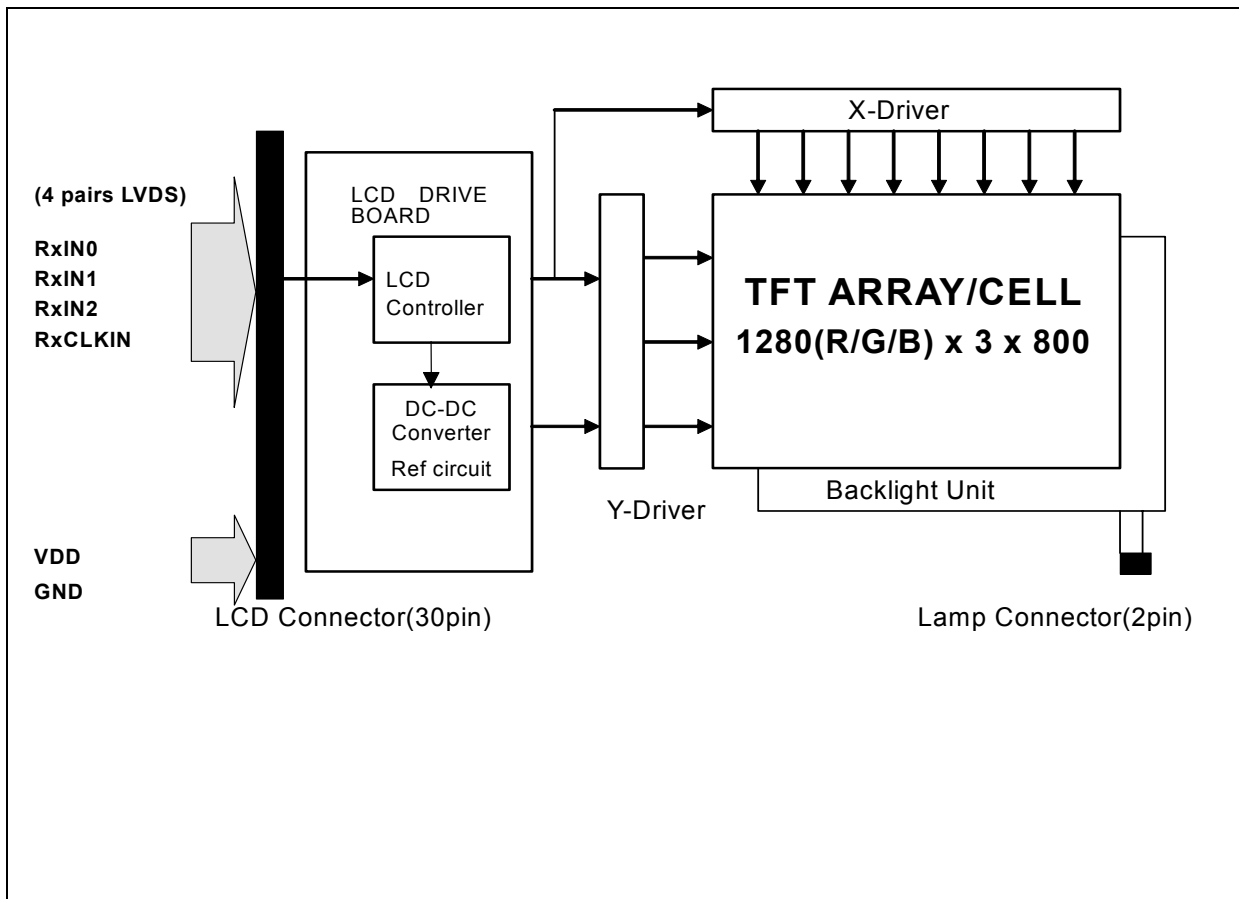 X-Driver
(4 pairs LVDS)
RxIN0
RxIN1
RxIN2
RxCLKIN
LCD DRIVE
BOARD
LCD
Controller
DC-DC
Converter
Ref circuit
TFT ARRAY/CELL
1280(R/G/B) x 3 x 800
Backlight Unit
Y-Driver
VDD
GND
LCD Connector(30pin)
Lamp Connector(2pin)